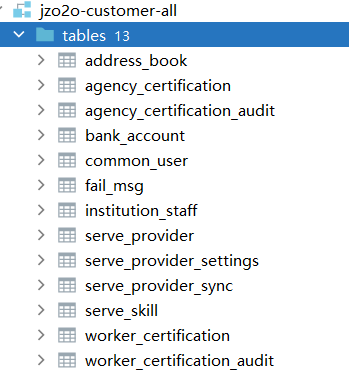 jzo2o-customer-all
tables 13
address_book
agency_certification
agency_certification_audit
bank_account
common_user
fail_msg
institution_staff
serve_provider
serve_provider_settings
serve_provider_sync
serve_skill
worker_certification
worker_certification_audit